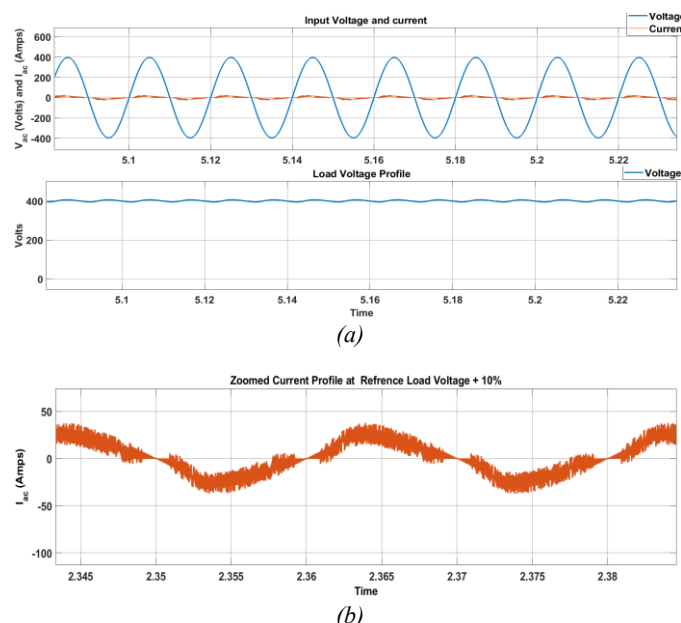 Input Voltage and current
Voltage
Current
V_ac (Volts) and I_ac (Amps)
600
400
200
0
-200
-400
5.1
5.12
5.14
5.16
5.18
5.2
5.22
Load Voltage Profile
Voltage
Volts
400
200
0
5.1
5.12
5.14
5.16
5.18
5.2
5.22
Time
(a)
Zoomed Current Profile at Refrence Load Voltage + 10%
I_ac (Amps)
50
0
-50
-100
2.345
2.35
2.355
2.36
2.365
2.37
2.375
2.38
Time
(b)